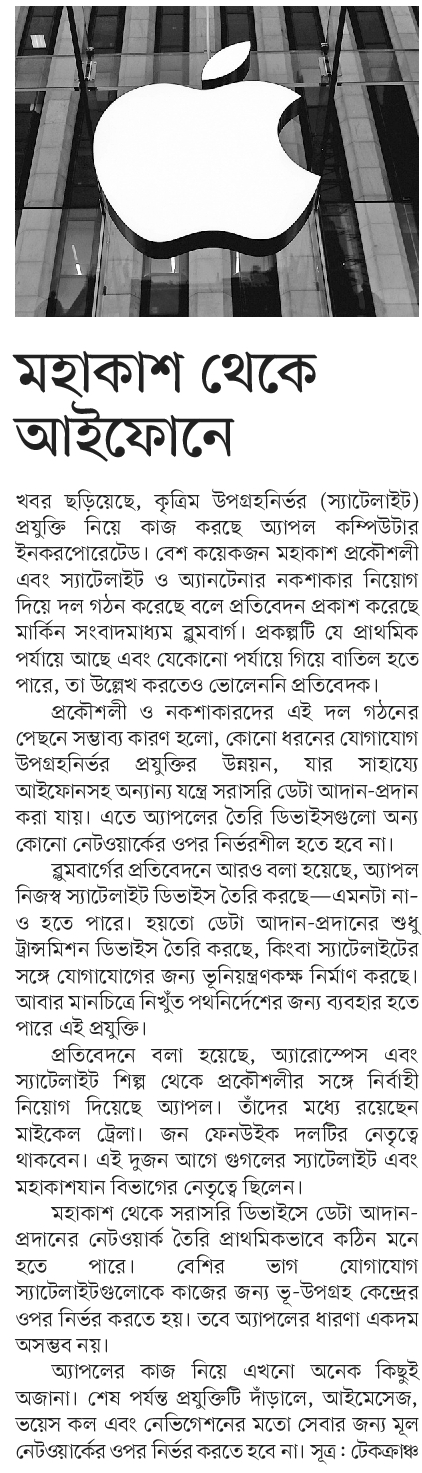 মহাকাশ থেকে
আইফোনে
খবর ছড়িয়েছে, কৃত্রিম উপগ্রহনির্ভর (স্যাটেলাইট)
প্রযুক্তি নিয়ে কাজ করছে অ্যাপল কম্পিউটার
ইনকরপোরেটেড। বেশ কয়েকজন মহাকাশ প্রকৌশলী
এবং স্যাটেলাইট ও অ্যানটেনার নকশাকার নিয়োগ
দিয়ে দল গঠন করেছে বলে প্রতিবেদন প্রকাশ করেছে
মার্কিন সংবাদমাধ্যম ব্লুমবার্গ। প্রকল্পটি যে প্রাথমিক
পর্যায়ে আছে এবং যেকোনো পর্যায়ে গিয়ে বাতিল হতে
পারে, তা উল্লেখ করতেও ভোলেননি প্রতিবেদক।
প্রকৌশলী ও নকশাকারদের এই দল গঠনের
পেছনে সম্ভাব্য কারণ হলো, কোনো ধরনের যোগাযোগ
উপগ্রহনির্ভর প্রযুক্তির উন্নয়ন, যার সাহায্যে
আইফোনসহ অন্যান্য যন্ত্রে সরাসরি ডেটা আদান-প্রদান
করা যায়। এতে অ্যাপলের তৈরি ডিভাইসগুলো অন্য
কোনো নেটওয়ার্কের ওপর নির্ভরশীল হতে হবে না।
ব্লুমবার্গের প্রতিবেদনে আরও বলা হয়েছে, অ্যাপল
নিজস্ব স্যাটেলাইট ডিভাইস তৈরি করছে—এমনটা না-
ও হতে পারে। হয়তো ডেটা আদান-প্রদানের শুধু
ট্রান্সমিশন ডিভাইস তৈরি করছে, কিংবা স্যাটেলাইটের
সঙ্গে যোগাযোগের জন্য ভূনিয়ন্ত্রণকক্ষ নির্মাণ করছে।
আবার মানচিত্রে নিখুঁত পথনির্দেশের জন্য ব্যবহার হতে
পারে এই প্রযুক্তি।
প্রতিবেদনে বলা হয়েছে, অ্যারোস্পেস এবং
স্যাটেলাইট শিল্প থেকে প্রকৌশলীর সঙ্গে নির্বাহী
নিয়োগ দিয়েছে অ্যাপল। তাঁদের মধ্যে রয়েছেন
মাইকেল ট্রেলা। জন ফেনউইক দলটির নেতৃত্বে
থাকবেন। এই দুজন আগে গুগলের স্যাটেলাইট এবং
মহাকাশযান বিভাগের নেতৃত্বে ছিলেন।
মহাকাশ থেকে সরাসরি ডিভাইসে ডেটা আদান-
প্রদানের নেটওয়ার্ক তৈরি প্রাথমিকভাবে কঠিন মনে
হতে পারে। বেশির ভাগ যোগাযোগ
স্যাটেলাইটগুলোকে কাজের জন্য ভূ-উপগ্রহ কেন্দ্রের
ওপর নির্ভর করতে হয়। তবে অ্যাপলের ধারণা একদম
অসম্ভব নয়।
অ্যাপলের কাজ নিয়ে এখনো অনেক কিছুই
অজানা। শেষ পর্যন্ত প্রযুক্তিটি দাঁড়ালে, আইমেসেজ,
ভয়েস কল এবং নেভিগেশনের মতো সেবার জন্য মূল
নেটওয়ার্কের ওপর নির্ভর করতে হবে না। সূত্র : টেকক্রাঞ্চ